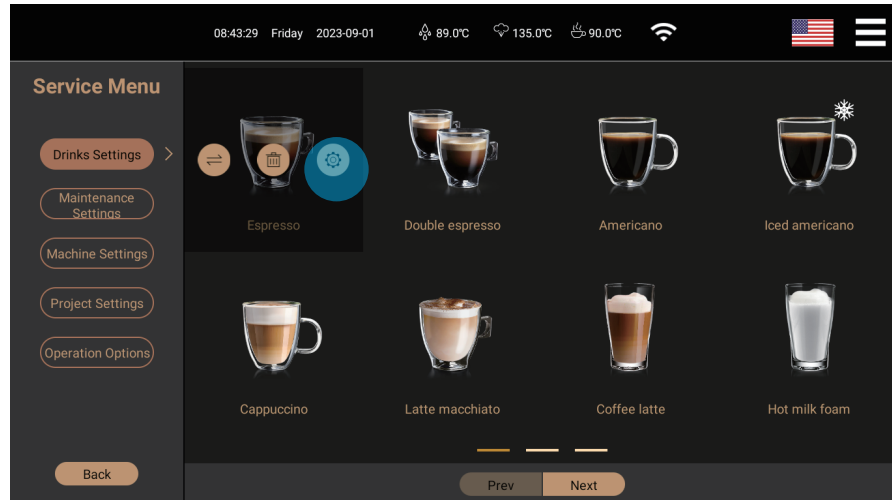 08:43:29 Friday 2023-09-01 89.0℃ 135.0℃ 90.0℃
Service Menu
Drinks Settings
Maintenance
Settings
Machine Settings
Project Settings
Operation Options
Back
Espresso
Double espresso
Americano
Iced americano
Cappuccino
Latte macchiato
Coffee latte
Hot milk foam
Prev
Next